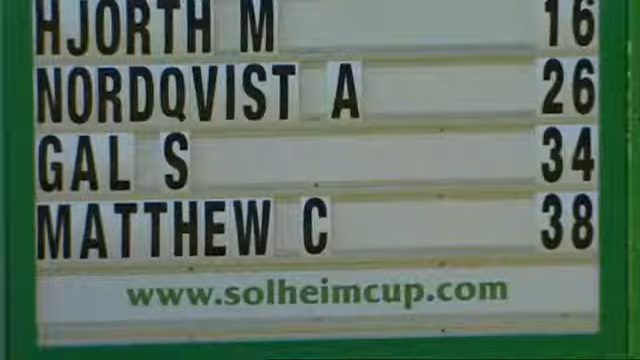 HJORTH M 16
NORDQVIST A 26
GAL S 34
MATTHEW C 38
www.solheimcup.com